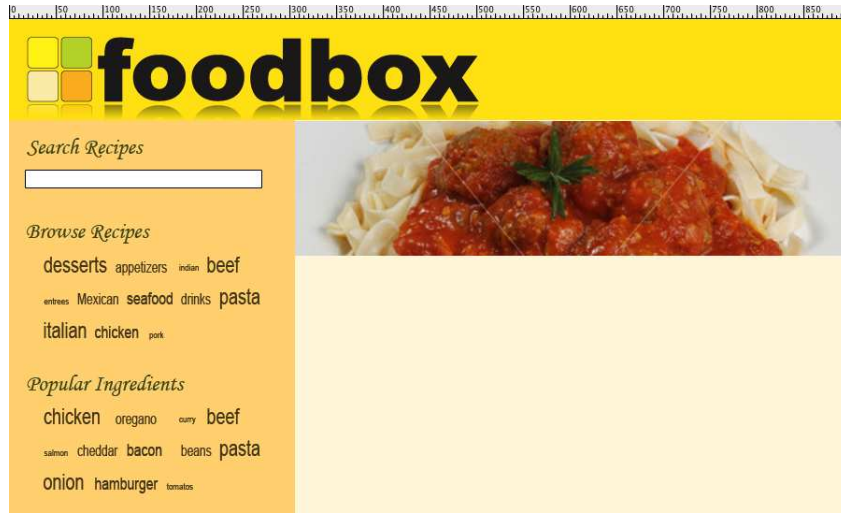 0 50 100 150 200 250 300 350 400 450 500 550 600 650 700 750 800 850
foodbox
Search Recipes
Browse Recipes
desserts appetizers indian beef
entrees Mexican seafood drinks pasta
italian chicken pork
Popular Ingredients
chicken oregano curry beef
salmon cheddar bacon beans pasta
onion hamburger tomatos